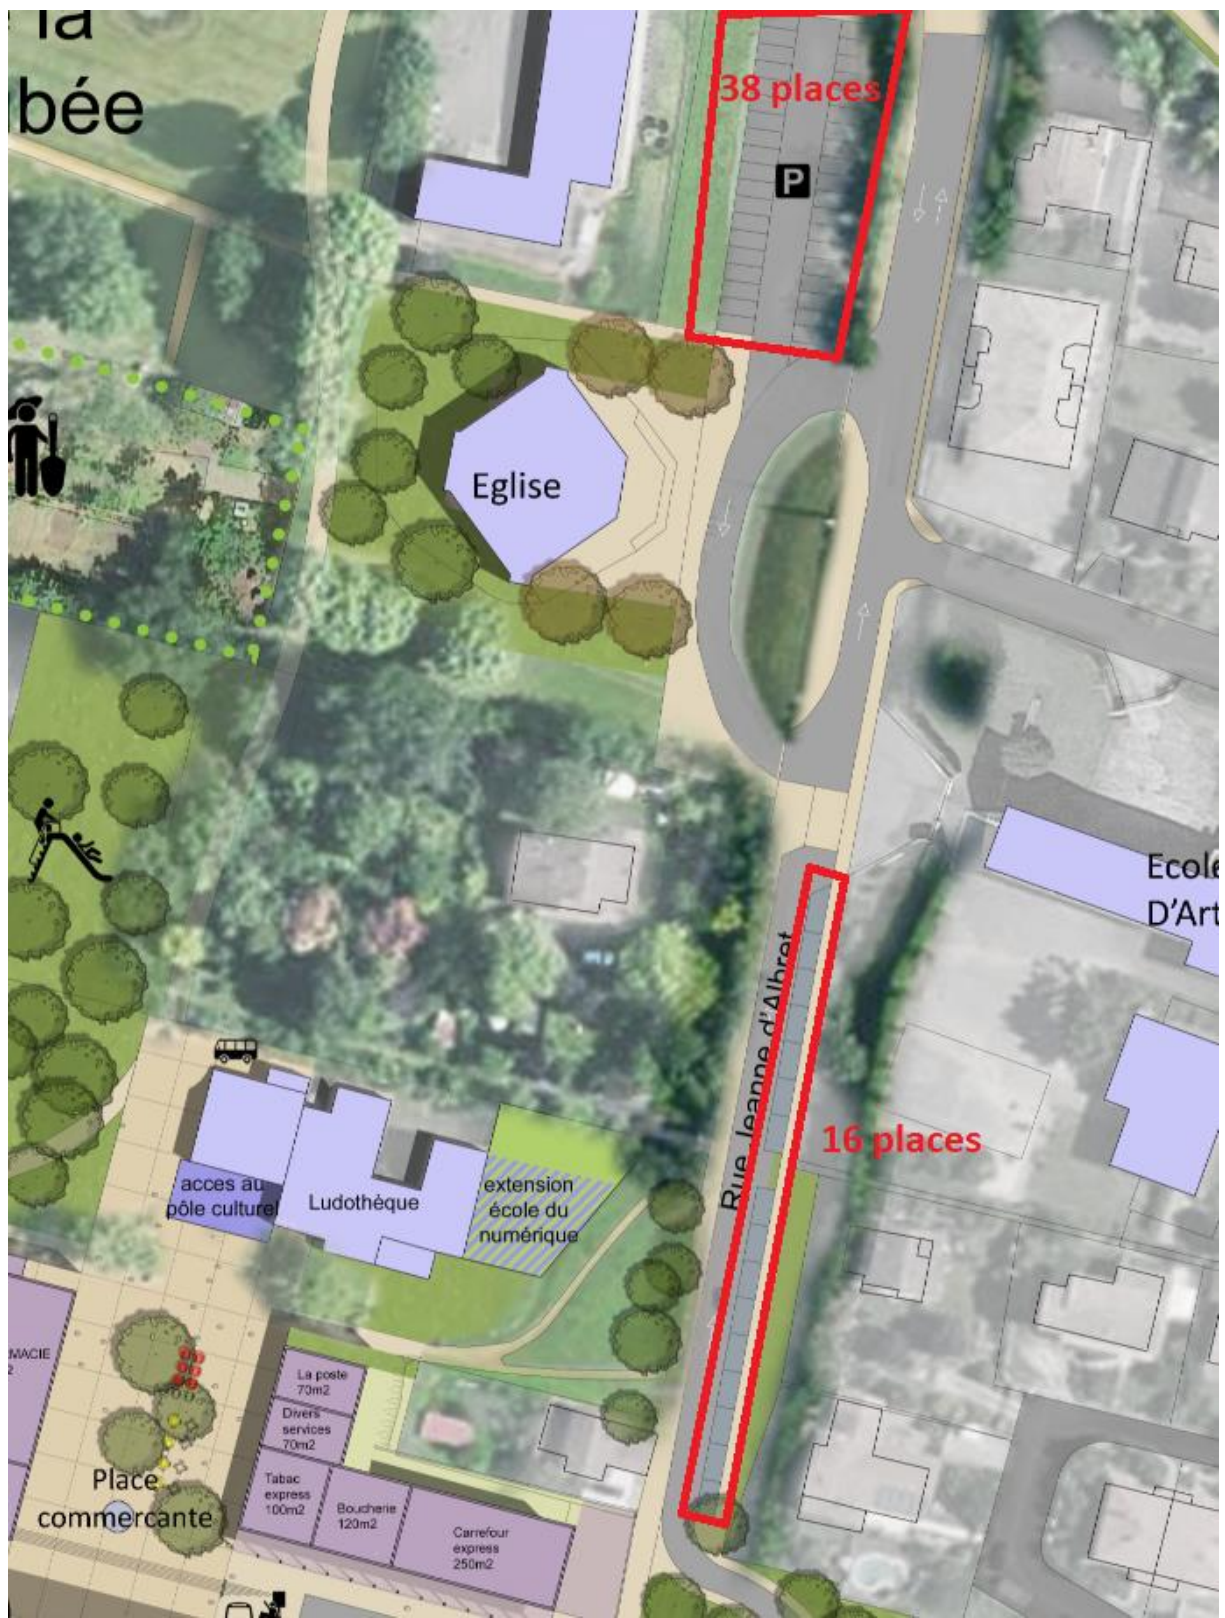 la
bée
38 places
P
Eglise
Ecole
D'Art
Rue Jeanne d'Albret
16 places
acces au
pôle culturel
Ludothèque
extension
école du
numérique
MACIE
La poste
70m2
Divers
services
70m2
Tabac
express
100m2
Boucherie
120m2
Carrefour
express
250m2
Place
commercante